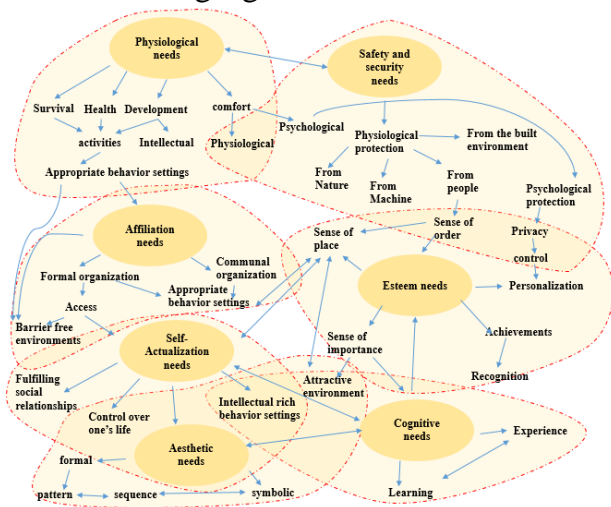 Physiological
needs
Safety and
security
needs
Survival
Health
Development
comfort
activities
Intellectual
Physiological
Psychological
Physiological
protection
From the built
environment
From
Nature
From
Machine
From
people
Psychological
protection
Appropriate behavior settings
Affiliation
needs
Sense of
place
Sense of
order
Privacy
control
Formal organization
Communal
organization
Appropriate
behavior settings
Esteem needs
Personalization
Access
Barrier free
environments
Self-
Actualization
needs
Sense of
importance
Achievements
Recognition
Fulfilling
social
relationships
Control over
one's life
Intellectual rich
behavior settings
Attractive
environment
Cognitive
needs
Experience
Aesthetic
needs
formal
pattern
sequence
symbolic
Learning